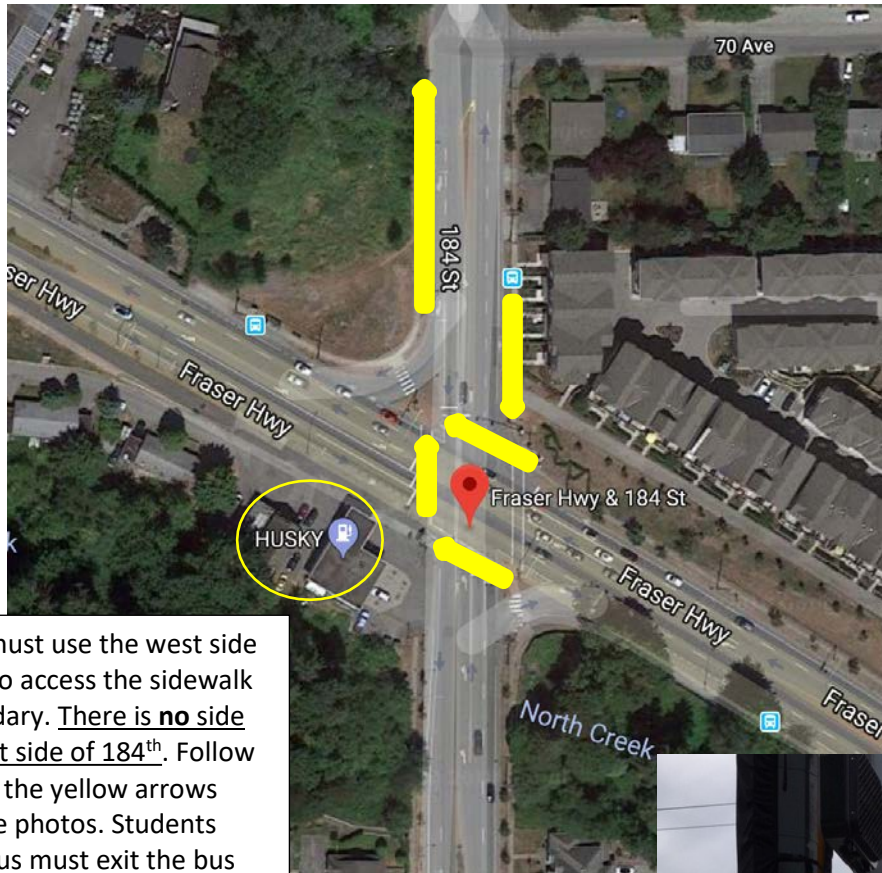 70 Ave
184 St
Fraser Hwy
HUSKY
Fraser Hwy & 184 St
Fraser Hwy
North Creek
must use the west side
o access the sidewalk
dary. There is no side
t side of 184th. Follow
the yellow arrows
e photos. Students
us must exit the bus